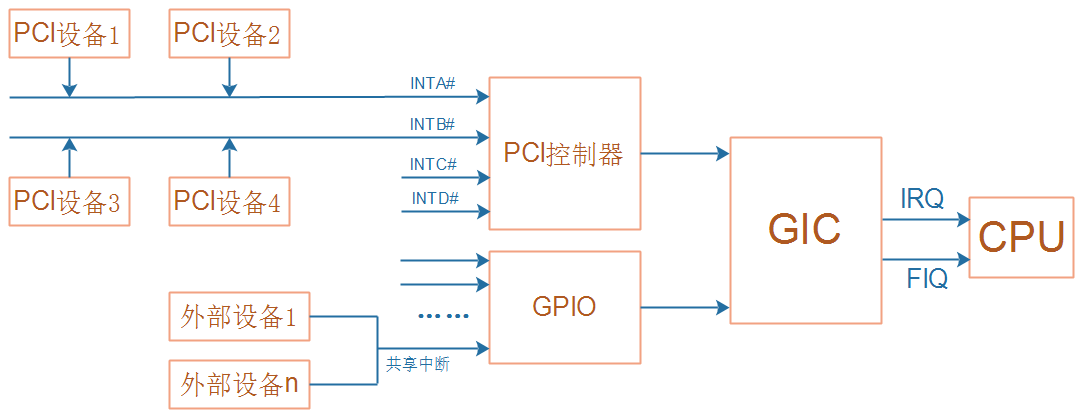 PCI设备1
PCI设备2
INTA#
INTB#
PCI控制器
INTC#
INTD#
PCI设备3
PCI设备4
GIC
IRQ
CPU
FIQ
GPIO
外部设备1
……
共享中断
外部设备n